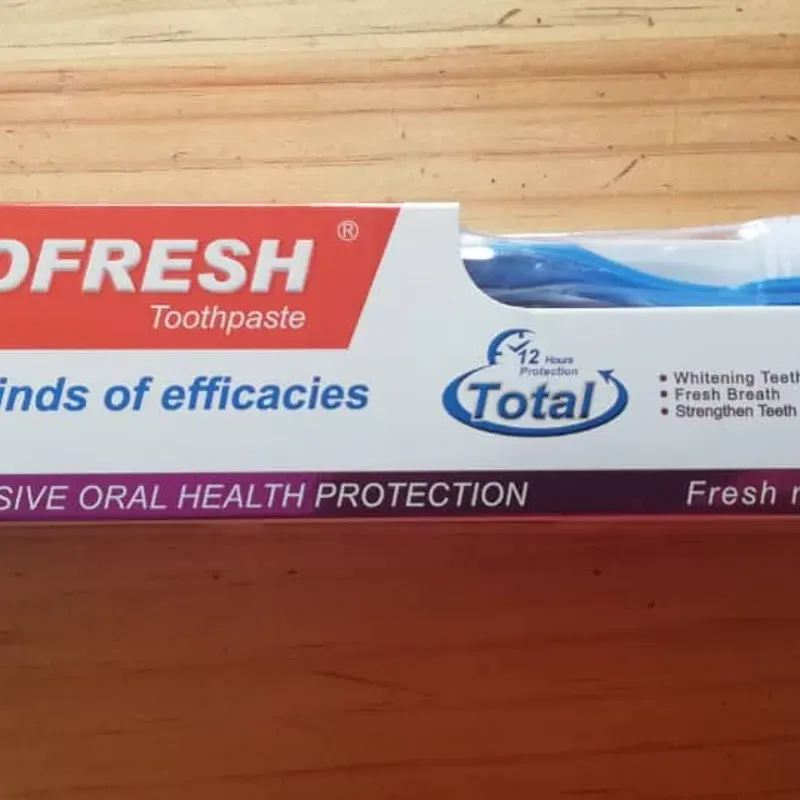 OFRESH®
Toothpaste
inds of efficacies
12 Hours
Protection
Total
• Whitening Teeth
• Fresh Breath
• Strengthen Teeth
SIVE ORAL HEALTH PROTECTION
Fresh